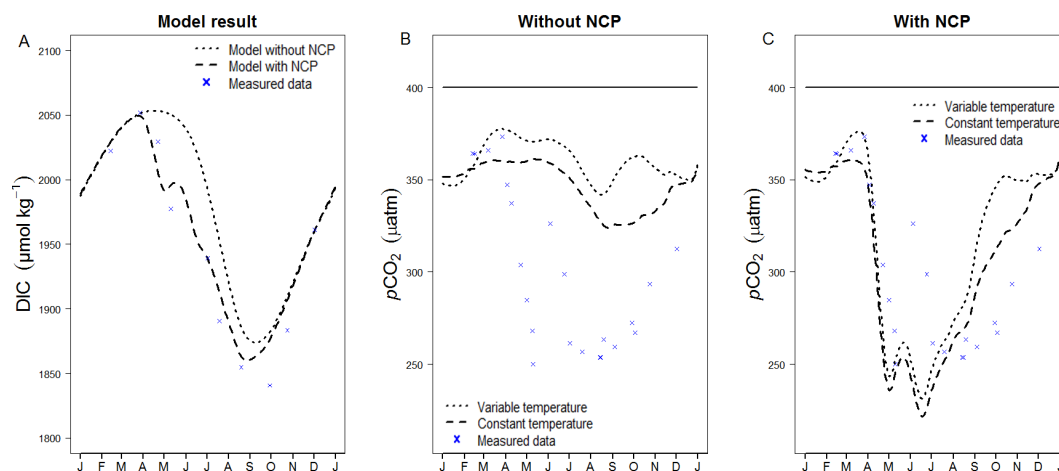 Model result
A
2100
2050
2000
1950
1900
1850
1800
DIC (μmol kg⁻¹)
Model without NCP
Model with NCP
Measured data
J F M A M J J A S O N D J
Without NCP
B
400
350
300
250
pCO₂ (μatm)
Variable temperature
Constant temperature
Measured data
J F M A M J J A S O N D J
With NCP
C
400
350
300
250
pCO₂ (μatm)
Variable temperature
Constant temperature
Measured data
J F M A M J J A S O N D J